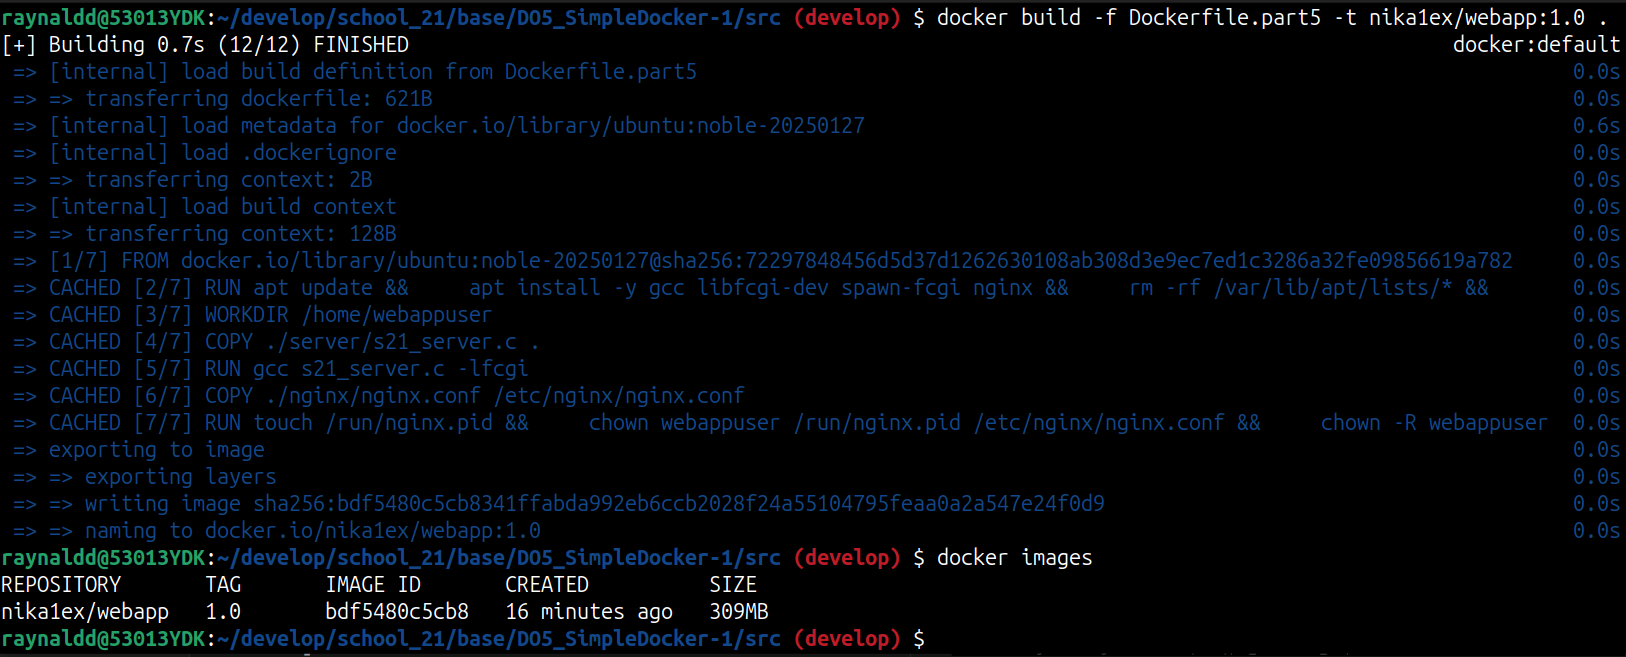 raynaldd@53013YDK:~/develop/school_21/base/DO5_SimpleDocker-1/src (develop) $ docker build -f Dockerfile.part5 -t nika1ex/webapp:1.0 .
[+] Building 0.7s (12/12) FINISHED docker:default
=> [internal] load build definition from Dockerfile.part5 0.0s
=> => transferring dockerfile: 621B 0.0s
=> [internal] load metadata for docker.io/library/ubuntu:noble-20250127 0.6s
=> [internal] load .dockerignore 0.0s
=> => transferring context: 2B 0.0s
=> [internal] load build context 0.0s
=> => transferring context: 128B 0.0s
=> [1/7] FROM docker.io/library/ubuntu:noble-20250127@sha256:72297848456d5d37d1262630108ab308d3e9ec7ed1c3286a32fe09856619a782 0.0s
=> CACHED [2/7] RUN apt update &&     apt install -y gcc libfcgi-dev spawn-fcgi nginx &&     rm -rf /var/lib/apt/lists/* && 0.0s
=> CACHED [3/7] WORKDIR /home/webappuser 0.0s
=> CACHED [4/7] COPY ./server/s21_server.c . 0.0s
=> CACHED [5/7] RUN gcc s21_server.c -lfcgi 0.0s
=> CACHED [6/7] COPY ./nginx/nginx.conf /etc/nginx/nginx.conf 0.0s
=> CACHED [7/7] RUN touch /run/nginx.pid &&     chown webappuser /run/nginx.pid /etc/nginx/nginx.conf &&     chown -R webappuser 0.0s
=> exporting to image 0.0s
=> => exporting layers 0.0s
=> => writing image sha256:bdf5480c5cb8341ffabda992eb6ccb2028f24a55104795feaa0a2a547e24f0d9 0.0s
=> => naming to docker.io/nika1ex/webapp:1.0 0.0s
raynaldd@53013YDK:~/develop/school_21/base/DO5_SimpleDocker-1/src (develop) $ docker images
REPOSITORY TAG IMAGE ID CREATED SIZE
nika1ex/webapp 1.0 bdf5480c5cb8 16 minutes ago 309MB
raynaldd@53013YDK:~/develop/school_21/base/DO5_SimpleDocker-1/src (develop) $